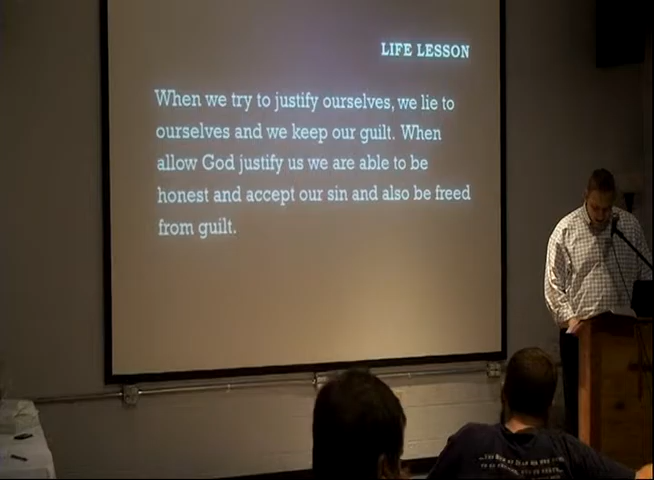 LIFE LESSON
When we try to justify ourselves, we lie to
ourselves and we keep our guilt. When
allow God justify us we are able to be
honest and accept our sin and also be freed
from guilt.